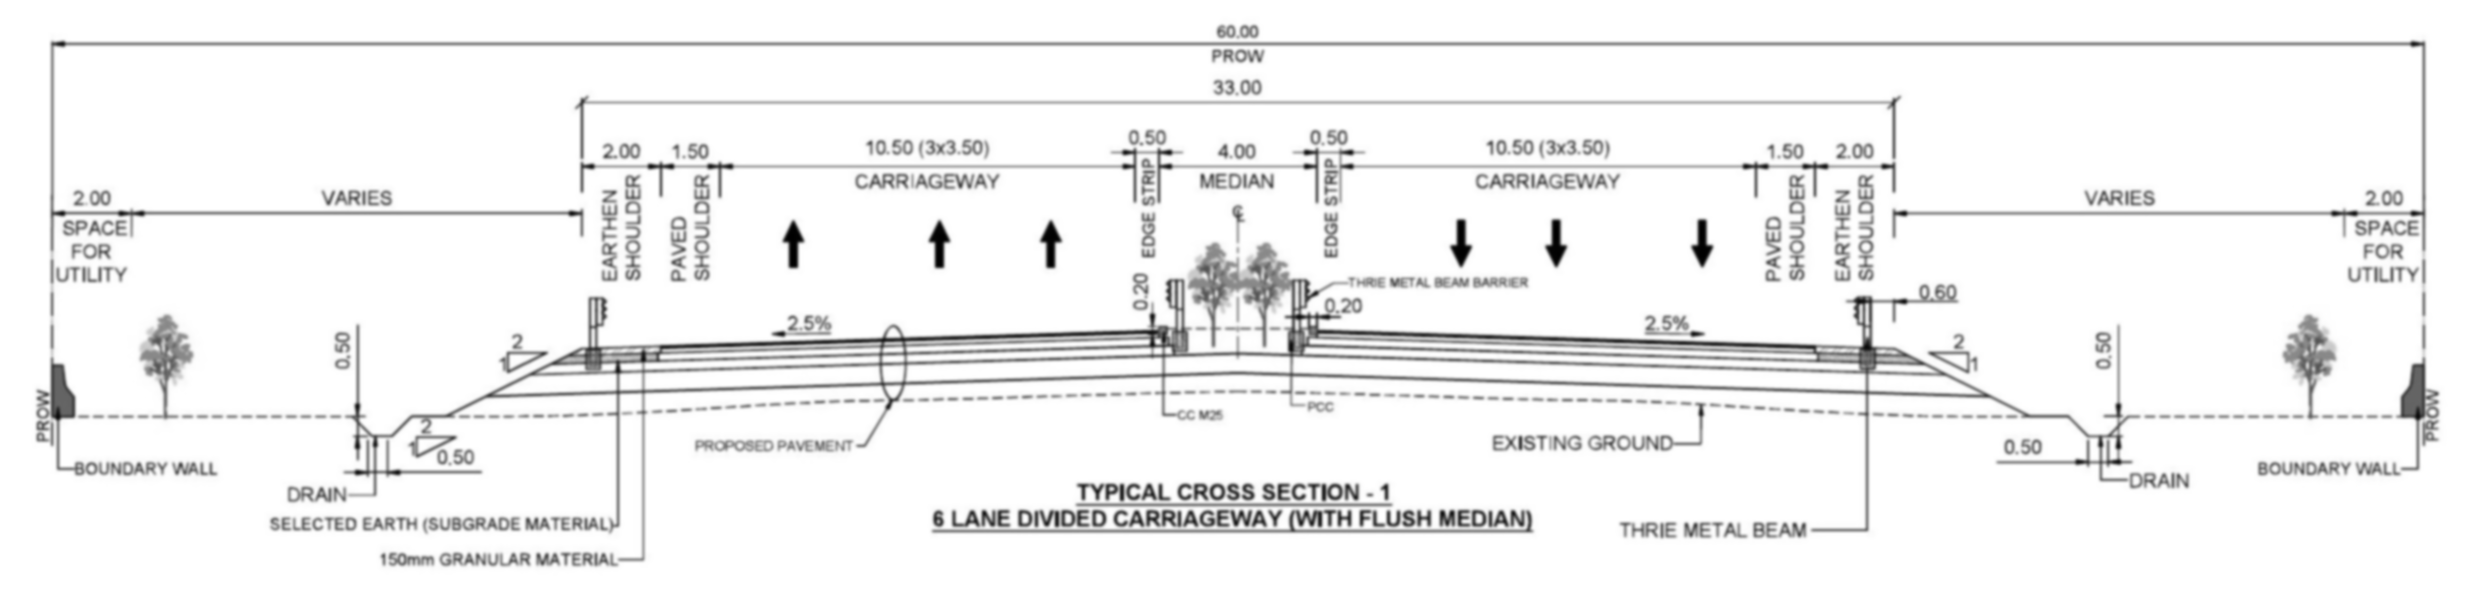 60.00
PROW
33.00
2.00
1.50
10.50 (3x3.50)
0.50
4.00
0.50
10.50 (3x3.50)
1.50
2.00
CARRIAGEWAY
MEDIAN
CARRIAGEWAY
EARTHEN
SHOULDER
PAVED
SHOULDER
EDGE STRIP
EDGE STRIP
PAVED
SHOULDER
EARTHEN
SHOULDER
2.00
VARIES
VARIES
2.00
SPACE
FOR
UTILITY
SPACE
FOR
UTILITY
℄
0.20
THRIE METAL BEAM BARRIER
0.20
0.60
2.5%
2.5%
0.50
2
1
2
1
0.50
PROW
PROW
2
1
0.50
CC M25
PCC
PROPOSED PAVEMENT
EXISTING GROUND
0.50
BOUNDARY WALL
BOUNDARY WALL
DRAIN
DRAIN
SELECTED EARTH (SUBGRADE MATERIAL)
150mm GRANULAR MATERIAL
THRIE METAL BEAM
TYPICAL CROSS SECTION - 1
6 LANE DIVIDED CARRIAGEWAY (WITH FLUSH MEDIAN)